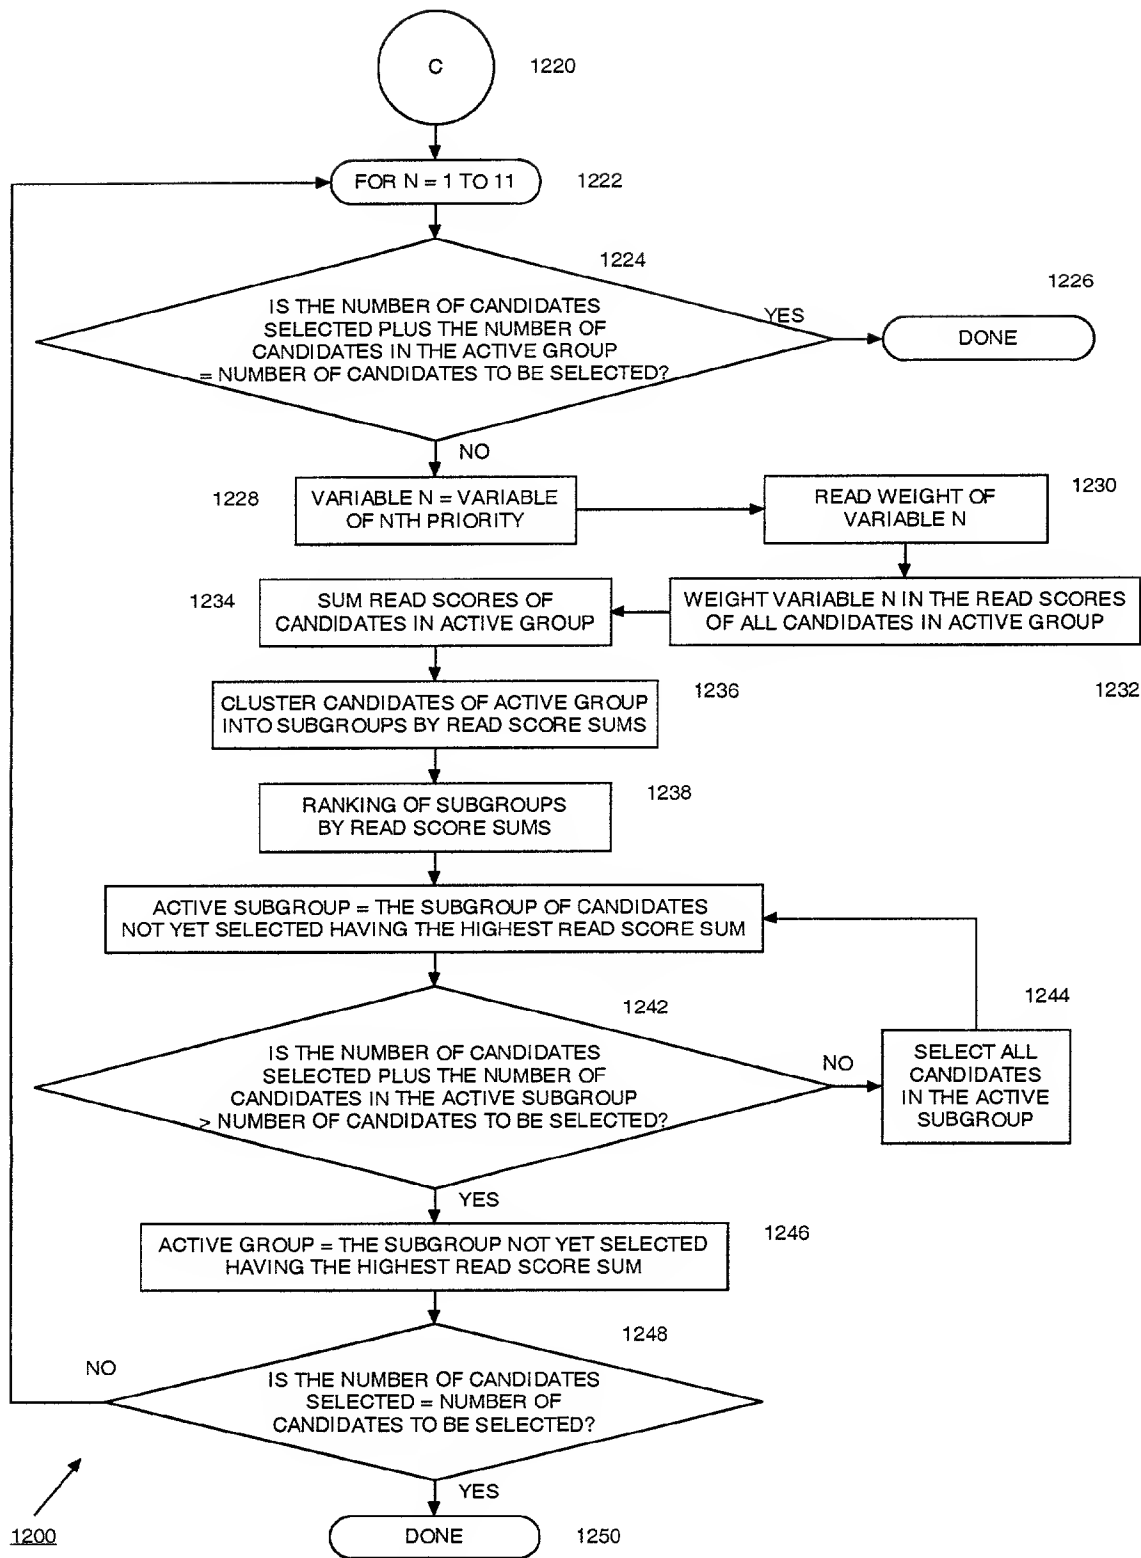 C
1220
FOR N = 1 TO 11
1222
1224
IS THE NUMBER OF CANDIDATES
SELECTED PLUS THE NUMBER OF
CANDIDATES IN THE ACTIVE GROUP
= NUMBER OF CANDIDATES TO BE SELECTED?
YES
1226
DONE
NO
1228
VARIABLE N = VARIABLE
OF NTH PRIORITY
READ WEIGHT OF
VARIABLE N
1230
1234
SUM READ SCORES OF
CANDIDATES IN ACTIVE GROUP
WEIGHT VARIABLE N IN THE READ SCORES
OF ALL CANDIDATES IN ACTIVE GROUP
1232
CLUSTER CANDIDATES OF ACTIVE GROUP
INTO SUBGROUPS BY READ SCORE SUMS
1236
RANKING OF SUBGROUPS
BY READ SCORE SUMS
1238
ACTIVE SUBGROUP = THE SUBGROUP OF CANDIDATES
NOT YET SELECTED HAVING THE HIGHEST READ SCORE SUM
1242
IS THE NUMBER OF CANDIDATES
SELECTED PLUS THE NUMBER OF
CANDIDATES IN THE ACTIVE SUBGROUP
> NUMBER OF CANDIDATES TO BE SELECTED?
NO
1244
SELECT ALL
CANDIDATES
IN THE ACTIVE
SUBGROUP
YES
ACTIVE GROUP = THE SUBGROUP NOT YET SELECTED
HAVING THE HIGHEST READ SCORE SUM
1246
1248
NO
IS THE NUMBER OF CANDIDATES
SELECTED = NUMBER OF
CANDIDATES TO BE SELECTED?
YES
1200
DONE
1250